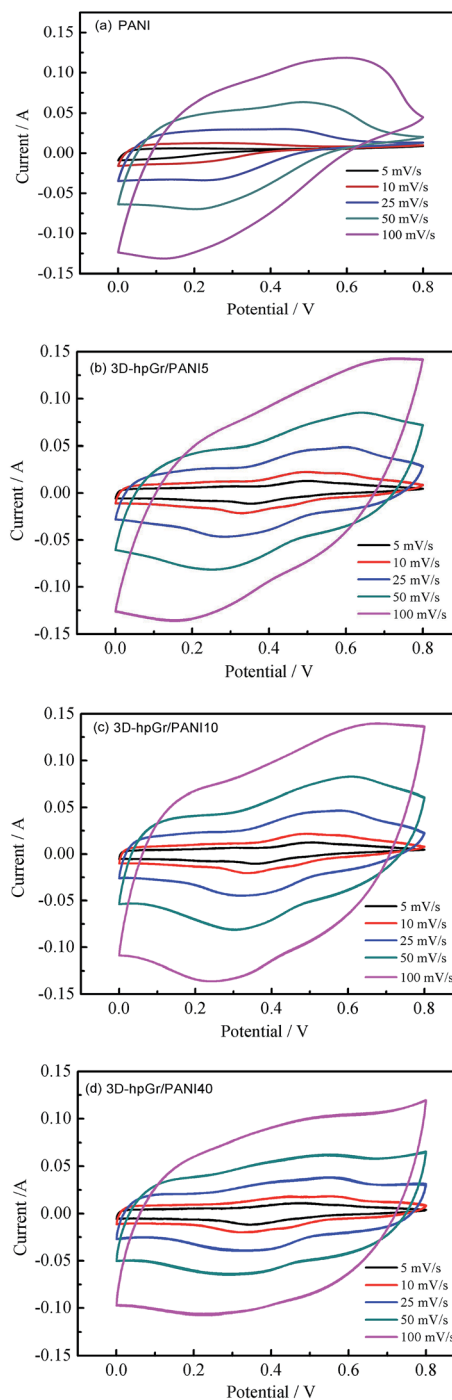 (a) PANI
0.15
0.10
0.05
0.00
-0.05
-0.10
-0.15
Current / A
5 mV/s
10 mV/s
25 mV/s
50 mV/s
100 mV/s
0.0 0.2 0.4 0.6 0.8
Potential / V
(b) 3D-hpGr/PANI5
0.15
0.10
0.05
0.00
-0.05
-0.10
-0.15
Current / A
5 mV/s
10 mV/s
25 mV/s
50 mV/s
100 mV/s
0.0 0.2 0.4 0.6 0.8
Potential / V
(c) 3D-hpGr/PANI10
0.15
0.10
0.05
0.00
-0.05
-0.10
-0.15
Current / A
5 mV/s
10 mV/s
25 mV/s
50 mV/s
100 mV/s
0.0 0.2 0.4 0.6 0.8
Potential / V
(d) 3D-hpGr/PANI40
0.15
0.10
0.05
0.00
-0.05
-0.10
-0.15
Current /A
5 mV/s
10 mV/s
25 mV/s
50 mV/s
100 mV/s
0.0 0.2 0.4 0.6 0.8
Potential / V